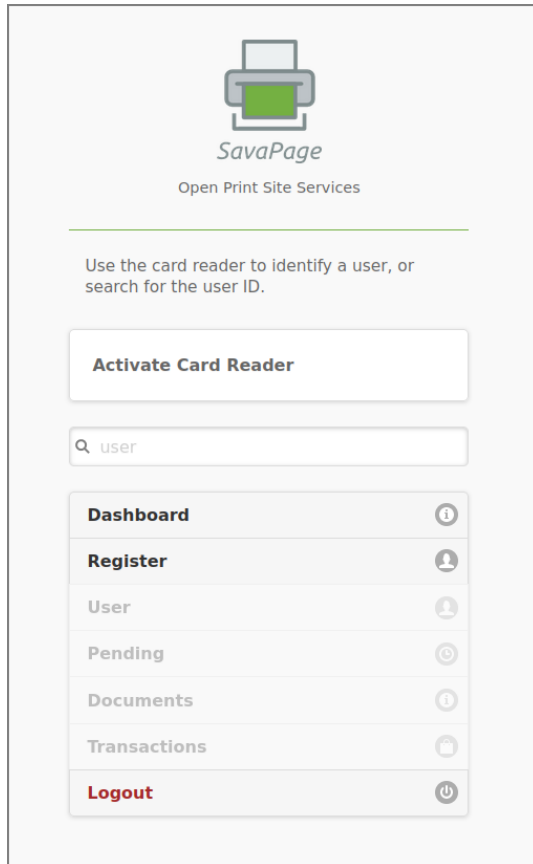 SavaPage
Open Print Site Services
Use the card reader to identify a user, or
search for the user ID.
Activate Card Reader
user
Dashboard
Register
User
Pending
Documents
Transactions
Logout